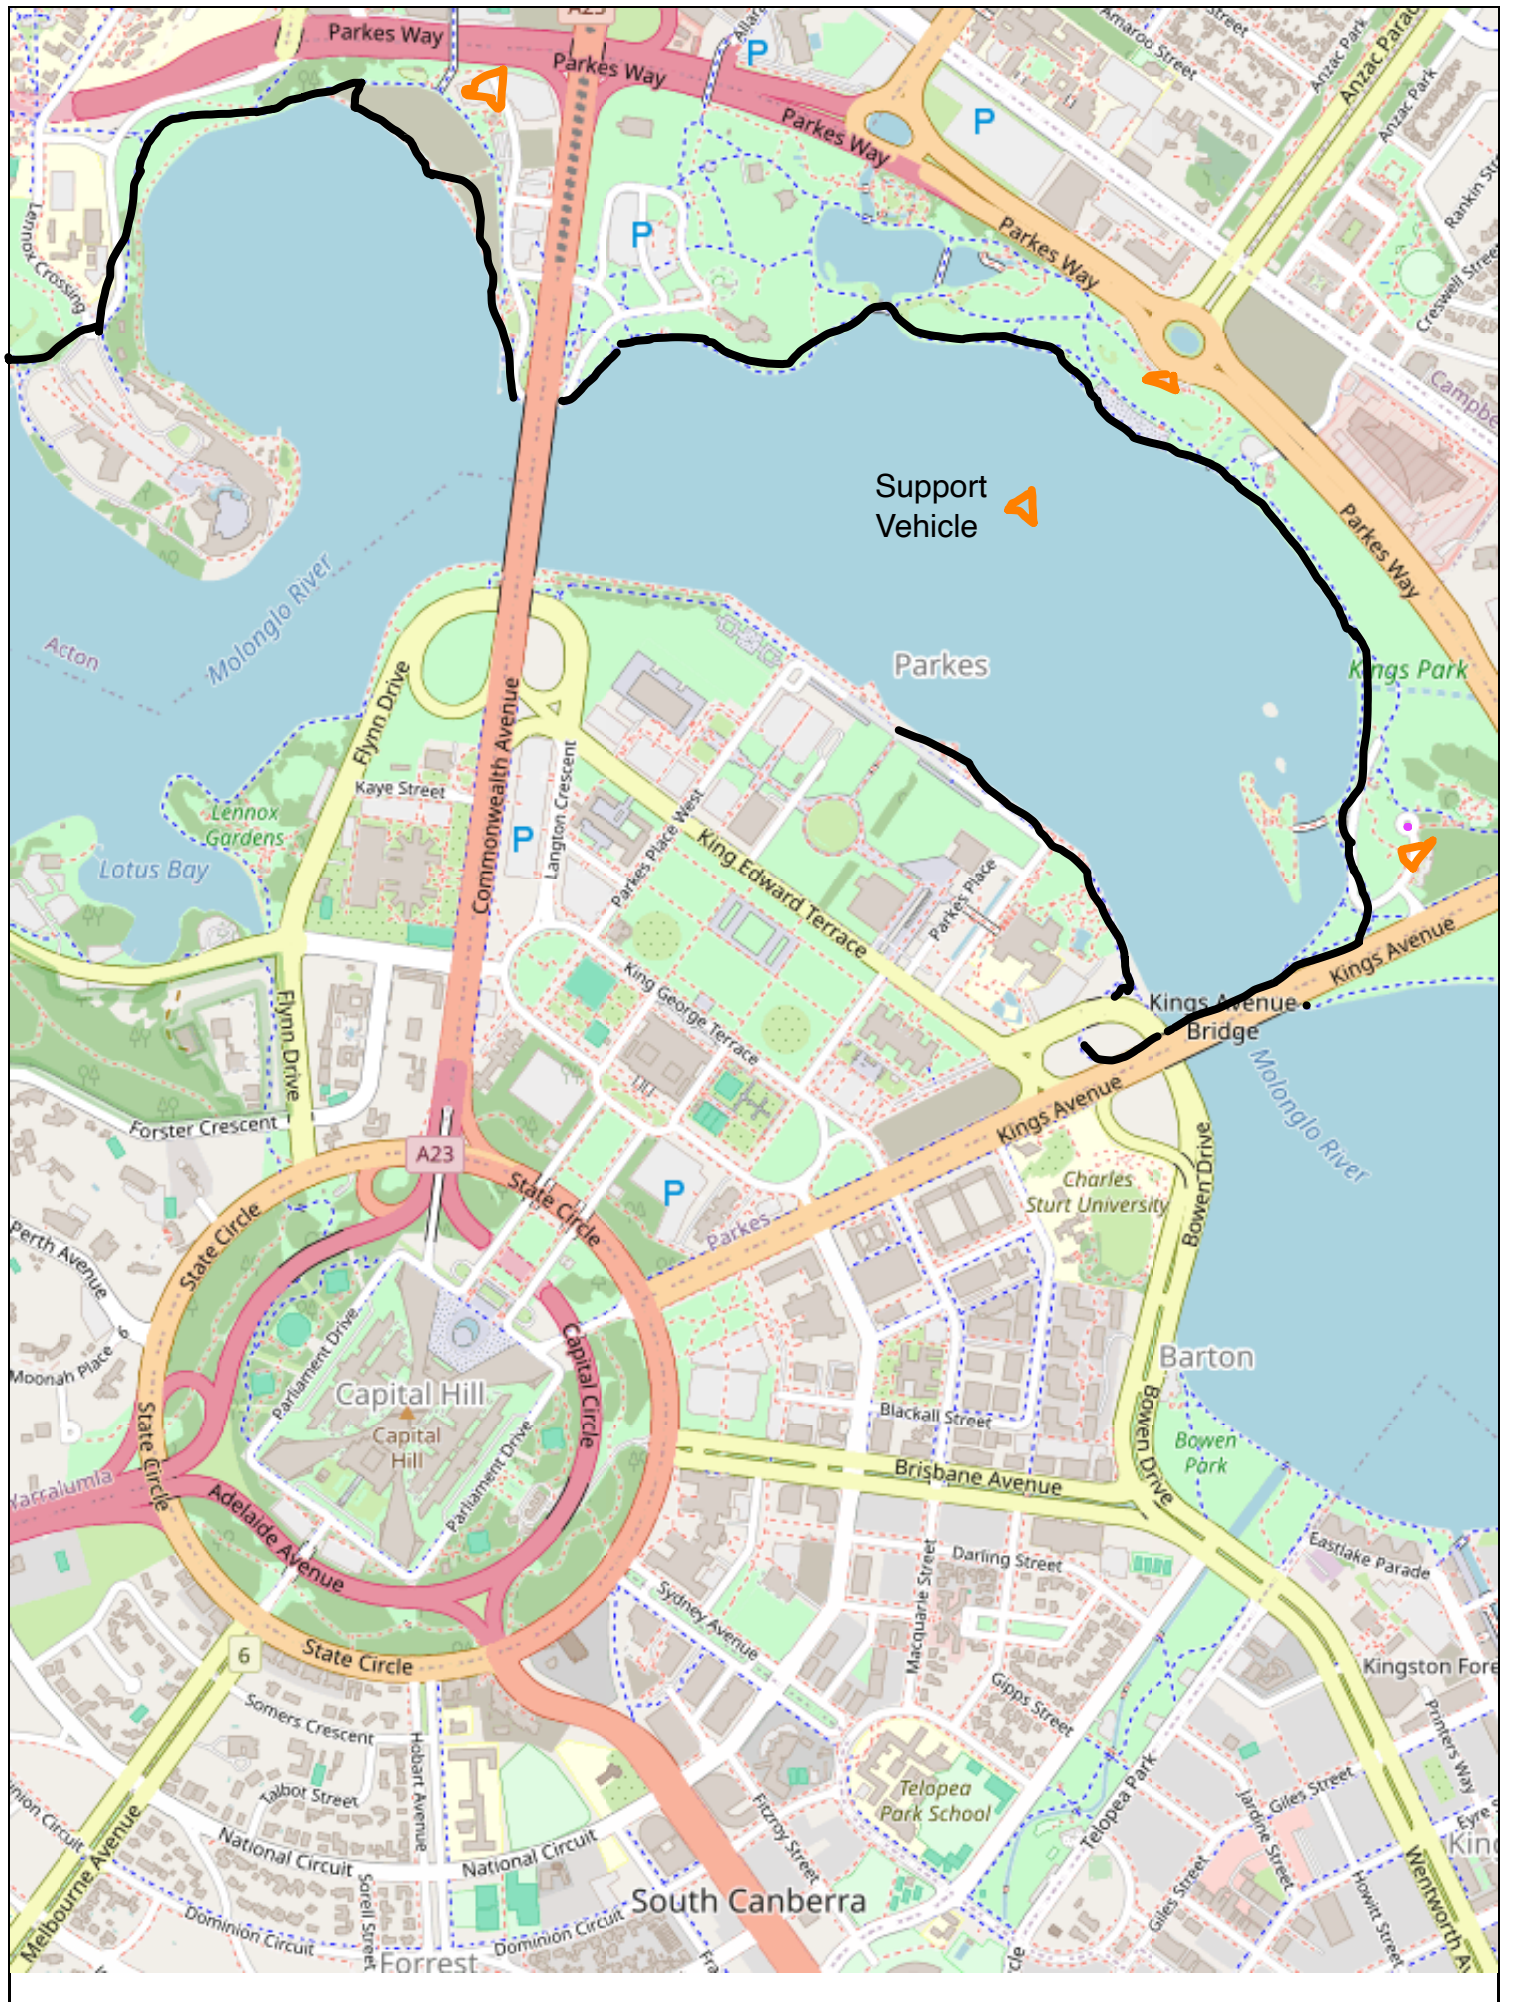 A23
Parkes Way
Parkes Way
P
Amaroo Street
Street
Anzac Park
Anzac Parade
Anzac Park
Parkes Way
P
Rankin
Lennox Crossing
P
Parkes Way
Creswell Street
Support
Vehicle
Parkes Way
Molonglo River
Acton
Parkes
Kings Park
Flynn Drive
Commonwealth Avenue
Kaye Street
Langton Crescent
Lennox
Gardens
P
Parkes Place West
King Edward Terrace
Lotus Bay
Parkes Place
Kings Avenue
King George Terrace
Kings Avenue
Bridge
Flynn Drive
Molonglo River
Forster Crescent
Kings Avenue
A23
Bowen Drive
Charles
Sturt University
P
State Circle
State Circle
Parkes
Perth Avenue
Parliament Drive
Capital Circle
Moonah Place
6
Capital Hill
Capital
Hill
Barton
Blackall Street
Bowen Drive
Bowen
Park
State Circle
Parliament Drive
Brisbane Avenue
Yarralumla
Adelaide Avenue
Eastlake Parade
Darling Street
Macquarie Street
Sydney Avenue
6
State Circle
Kingston Fore
Gipps Street
Somers Crescent
Hobart Avenue
Printers Way
Talbot Street
Telopea
Park School
Telopea Park
Giles Street
Jardine Street
Fitzroy Street
Eyre
National Circuit
National Circuit
King
Melbourne Avenue
Sorell Street
South Canberra
Giles Street
Howitt Street
Wentworth
Dominion Circuit
Dominion Circuit
Forrest